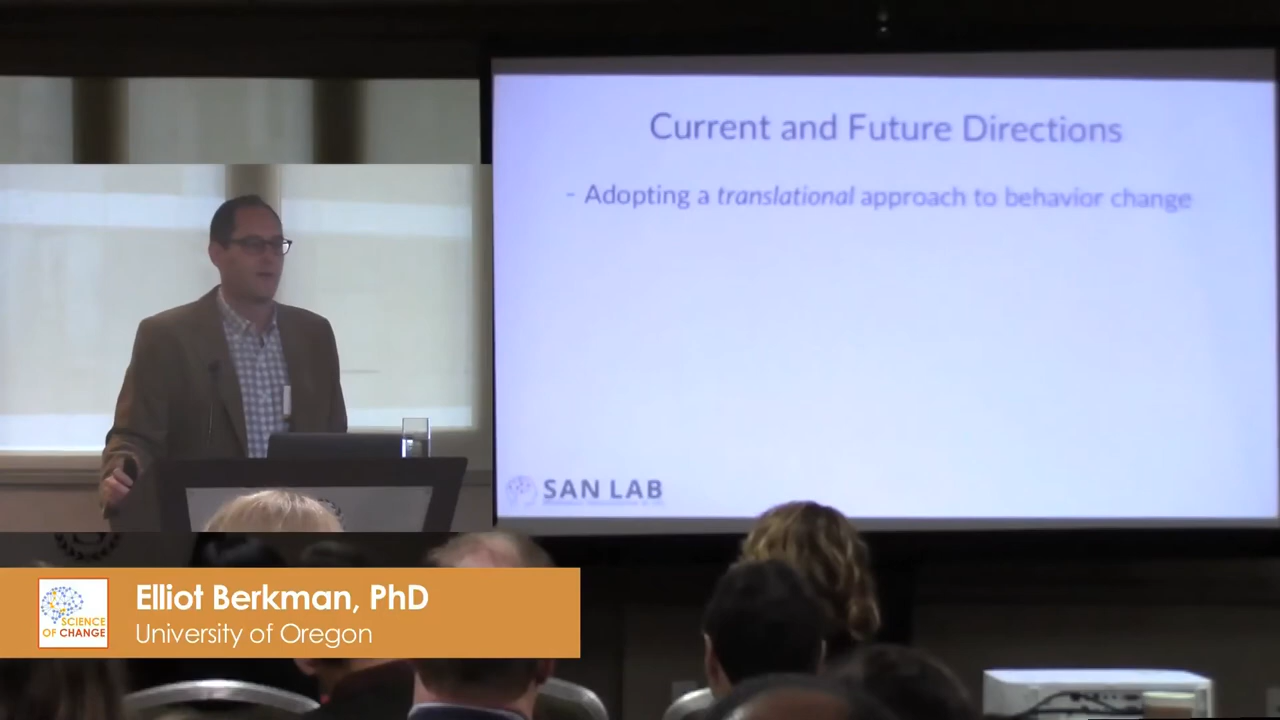 Current and Future Directions
- Adopting a translational approach to behavior change
SAN LAB
Elliot Berkman, PhD
University of Oregon
SCIENCE
OF CHANGE